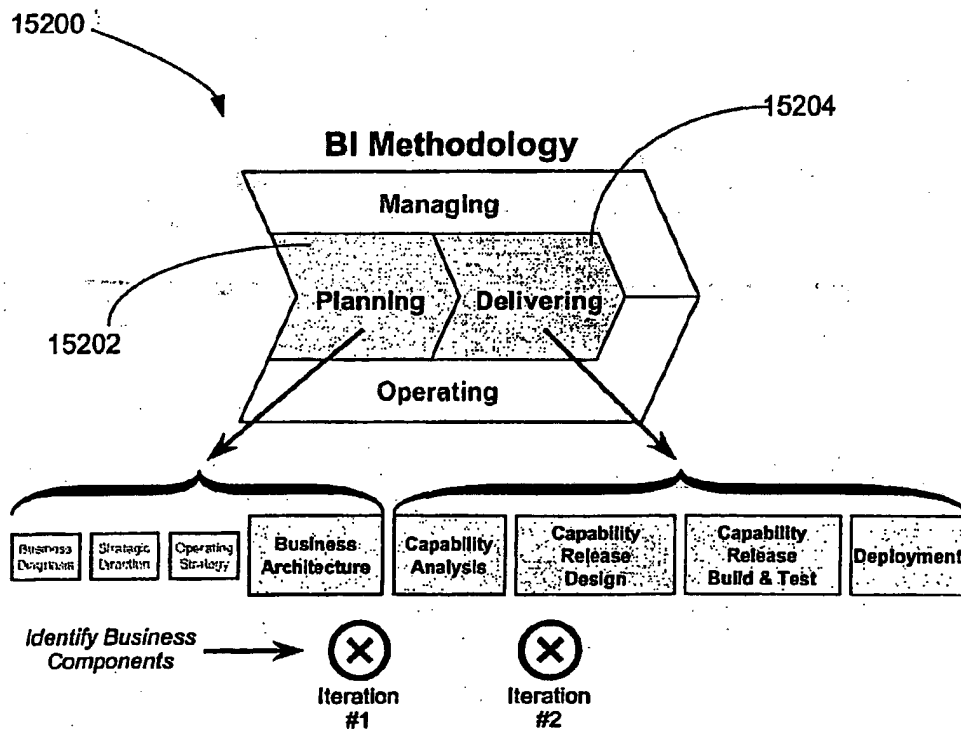 15200
15204
BI Methodology
Managing
Planning
Delivering
15202
Operating
Business
Diagnosis
Strategic
Direction
Operating
Strategy
Business
Architecture
Capability
Analysis
Capability
Release
Design
Capability
Release
Build & Test
Deployment
Identify Business
Components
Iteration
#1
Iteration
#2